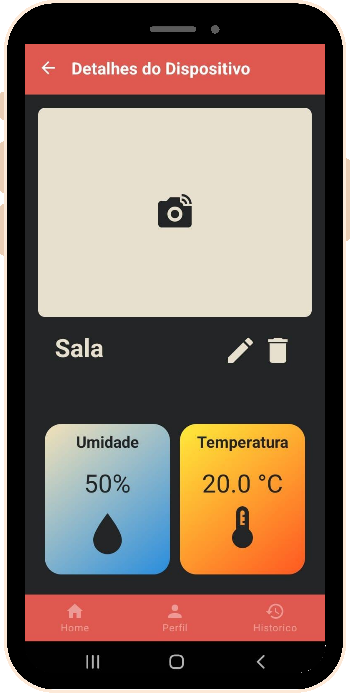 Detalhes do Dispositivo
Sala
Umidade
Temperatura
50%
20.0 °C
Home
Perfil
Historico